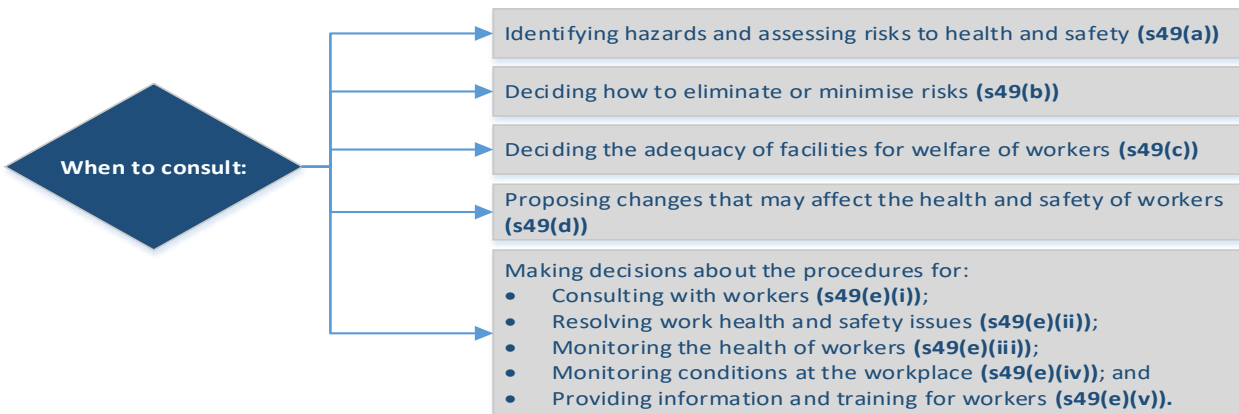 When to consult:
Identifying hazards and assessing risks to health and safety (s49(a))
Deciding how to eliminate or minimise risks (s49(b))
Deciding the adequacy of facilities for welfare of workers (s49(c))
Proposing changes that may affect the health and safety of workers
(s49(d))
Making decisions about the procedures for:
• Consulting with workers (s49(e)(i));
• Resolving work health and safety issues (s49(e)(ii));
• Monitoring the health of workers (s49(e)(iii));
• Monitoring conditions at the workplace (s49(e)(iv)); and
• Providing information and training for workers (s49(e)(v)).